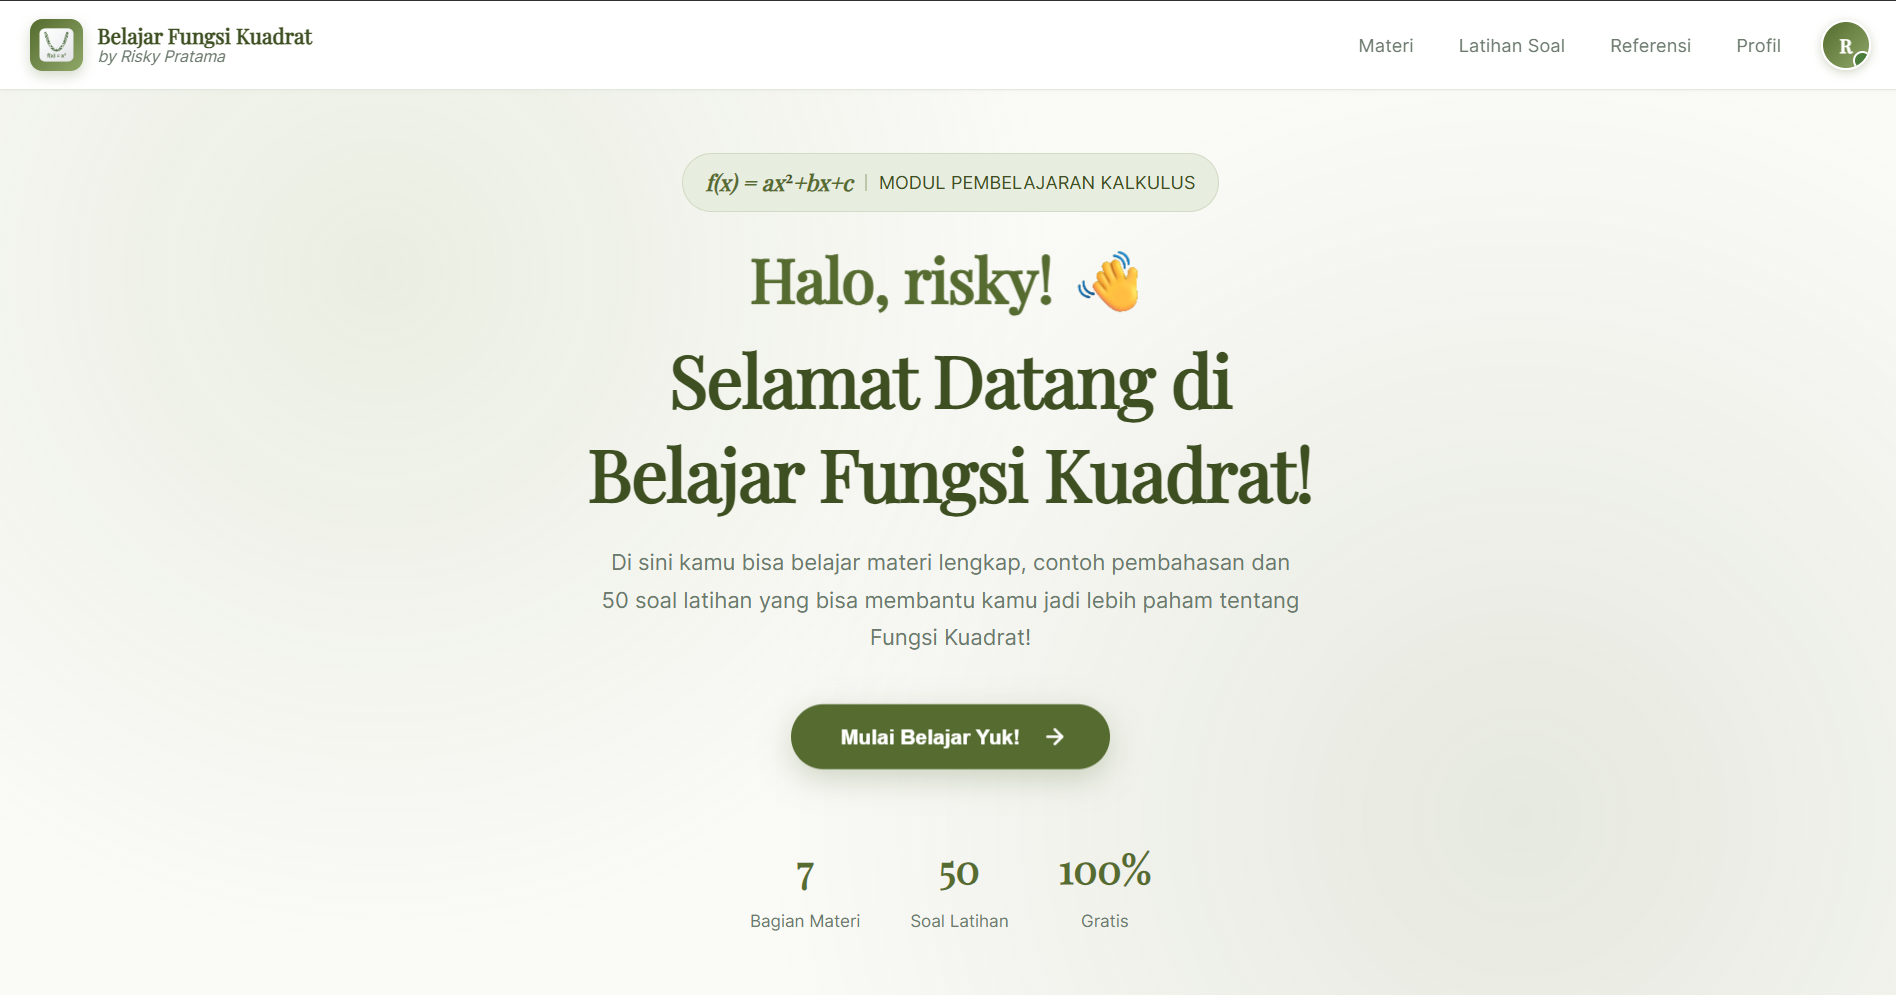 Belajar Fungsi Kuadrat
by Risky Pratama
Materi
Latihan Soal
Referensi
Profil
R
f(x) = ax²+bx+c | MODUL PEMBELAJARAN KALKULUS
Halo, risky! 👋
Selamat Datang di
Belajar Fungsi Kuadrat!
Di sini kamu bisa belajar materi lengkap, contoh pembahasan dan
50 soal latihan yang bisa membantu kamu jadi lebih paham tentang
Fungsi Kuadrat!
Mulai Belajar Yuk! →
7
Bagian Materi
50
Soal Latihan
100%
Gratis